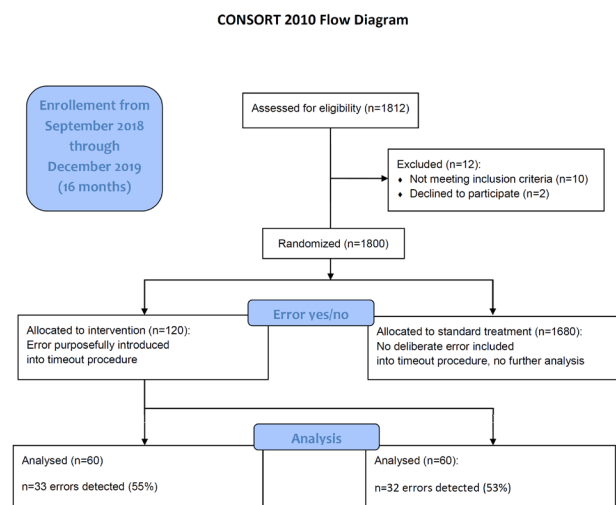 CONSORT 2010 Flow Diagram
Enrollement from
September 2018
through
December 2019
(16 months)
Assessed for eligibility (n=1812)
Excluded (n=12):
♦ Not meeting inclusion criteria (n=10)
♦ Declined to participate (n=2)
Randomized (n=1800)
Error yes/no
Allocated to intervention (n=120):
Error purposefully introduced
into timeout procedure
Allocated to standard treatment (n=1680):
No deliberate error included
into timeout procedure, no further analysis
Analysis
Analysed (n=60)
n=33 errors detected (55%)
Analysed (n=60):
n=32 errors detected (53%)